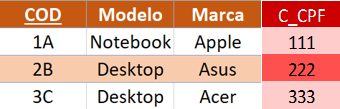 COD Modelo Marca C_CPF
1A Notebook Apple 111
2B Desktop Asus 222
3C Desktop Acer 333